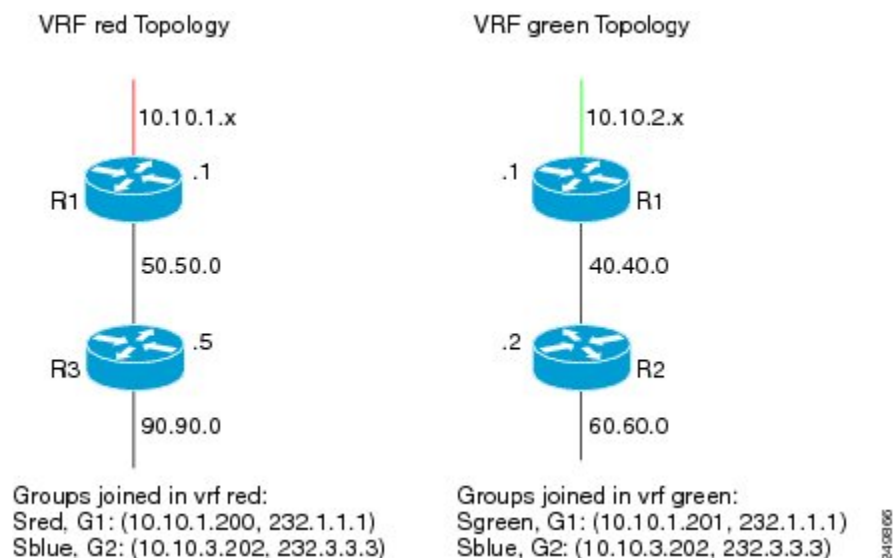 VRF red Topology
10.10.1.x
.1
R1
50.50.0
.5
R3
90.90.0
Groups joined in vrf red:
Sred, G1: (10.10.1.200, 232.1.1.1)
Sblue, G2: (10.10.3.202, 232.3.3.3)
VRF green Topology
10.10.2.x
.1
R1
40.40.0
.2
R2
60.60.0
Groups joined in vrf green:
Sgreen, G1: (10.10.1.201, 232.1.1.1)
Sblue, G2: (10.10.3.202, 232.3.3.3)